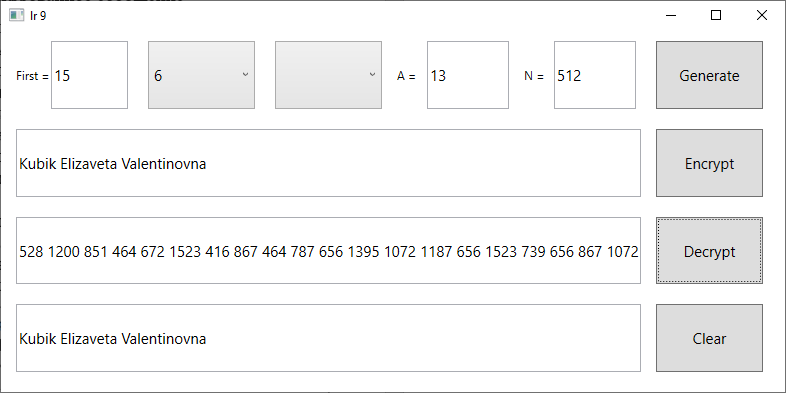 lr 9
First = 15 6 A = 13 N = 512 Generate
Kubik Elizaveta Valentinovna Encrypt
528 1200 851 464 672 1523 416 867 464 787 656 1395 1072 1187 656 1523 739 656 867 1072 Decrypt
Kubik Elizaveta Valentinovna Clear